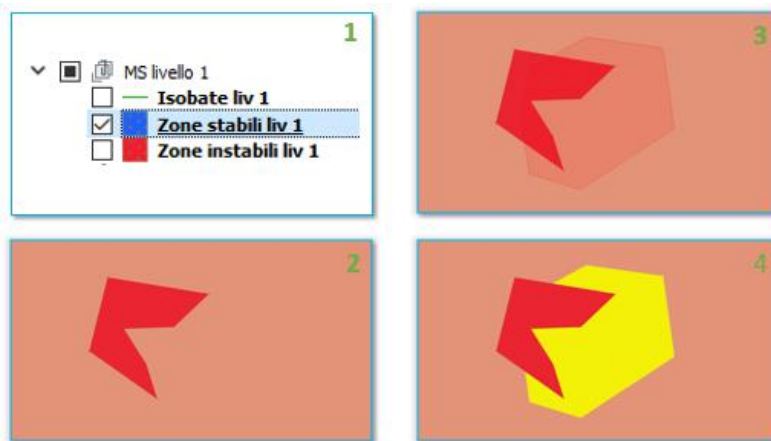 1
MS livello 1
Isobate liv 1
Zone stabili liv 1
Zone instabili liv 1
2
3
4